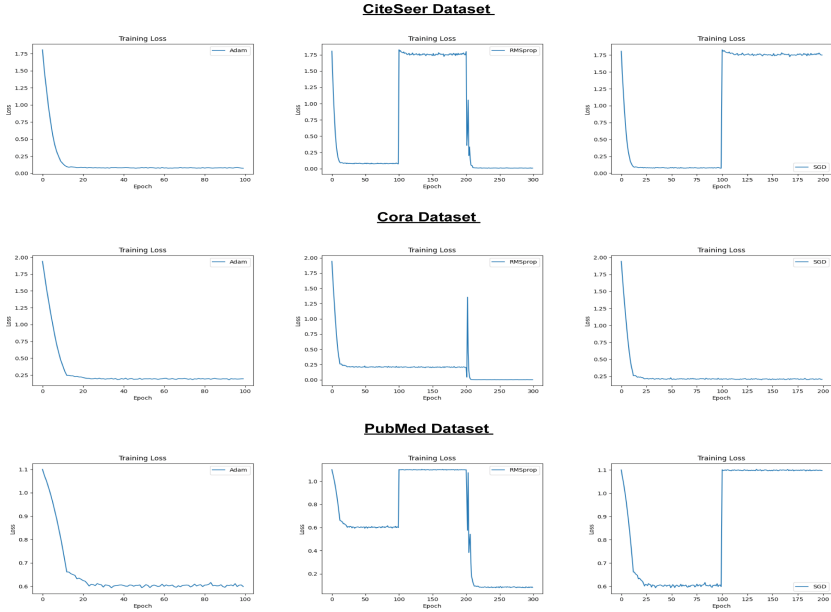 CiteSeer Dataset
Training Loss
Adam
Loss
1.75
1.50
1.25
1.00
0.75
0.50
0.25
0.00
0 20 40 60 80 100
Epoch
Training Loss
RMSprop
Loss
1.75
1.50
1.25
1.00
0.75
0.50
0.25
0.00
0 50 100 150 200 250 300
Epoch
Training Loss
SGD
Loss
1.75
1.50
1.25
1.00
0.75
0.50
0.25
0.00
0 25 50 75 100 125 150 175 200
Epoch
Cora Dataset
Training Loss
Adam
Loss
2.00
1.75
1.50
1.25
1.00
0.75
0.50
0.25
0 20 40 60 80 100
Epoch
Training Loss
RMSprop
Loss
2.00
1.75
1.50
1.25
1.00
0.75
0.50
0.25
0.00
0 50 100 150 200 250 300
Epoch
Training Loss
SGD
Loss
2.00
1.75
1.50
1.25
1.00
0.75
0.50
0.25
0 25 50 75 100 125 150 175 200
Epoch
PubMed Dataset
Training Loss
Adam
Loss
1.1
1.0
0.9
0.8
0.7
0.6
0 20 40 60 80 100
Epoch
Training Loss
RMSprop
Loss
1.0
0.8
0.6
0.4
0.2
0 50 100 150 200 250 300
Epoch
Training Loss
SGD
Loss
1.1
1.0
0.9
0.8
0.7
0.6
0 25 50 75 100 125 150 175 200
Epoch